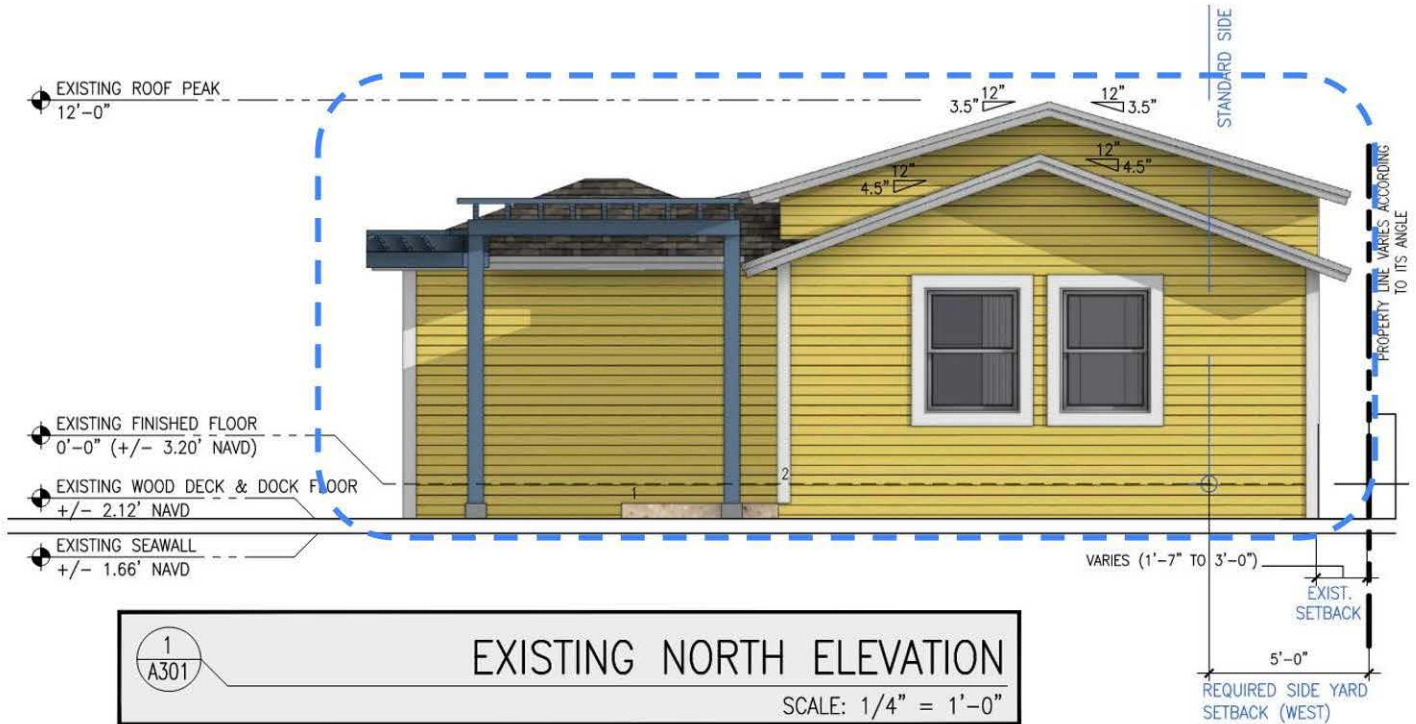 EXISTING ROOF PEAK
12'-0"
12"
3.5"
12"
3.5"
STANDARD SIDE
12"
4.5"
12"
4.5"
PROPERTY LINE VARIES ACCORDING
TO ITS ANGLE
EXISTING FINISHED FLOOR
0'-0" (+/- 3.20' NAVD)
EXISTING WOOD DECK & DOCK FLOOR
+/- 2.12' NAVD
1
2
EXISTING SEAWALL
+/- 1.66' NAVD
VARIES (1'-7" TO 3'-0")
EXIST.
SETBACK
5'-0"
REQUIRED SIDE YARD
SETBACK (WEST)
1
A301
EXISTING NORTH ELEVATION
SCALE: 1/4" = 1'-0"